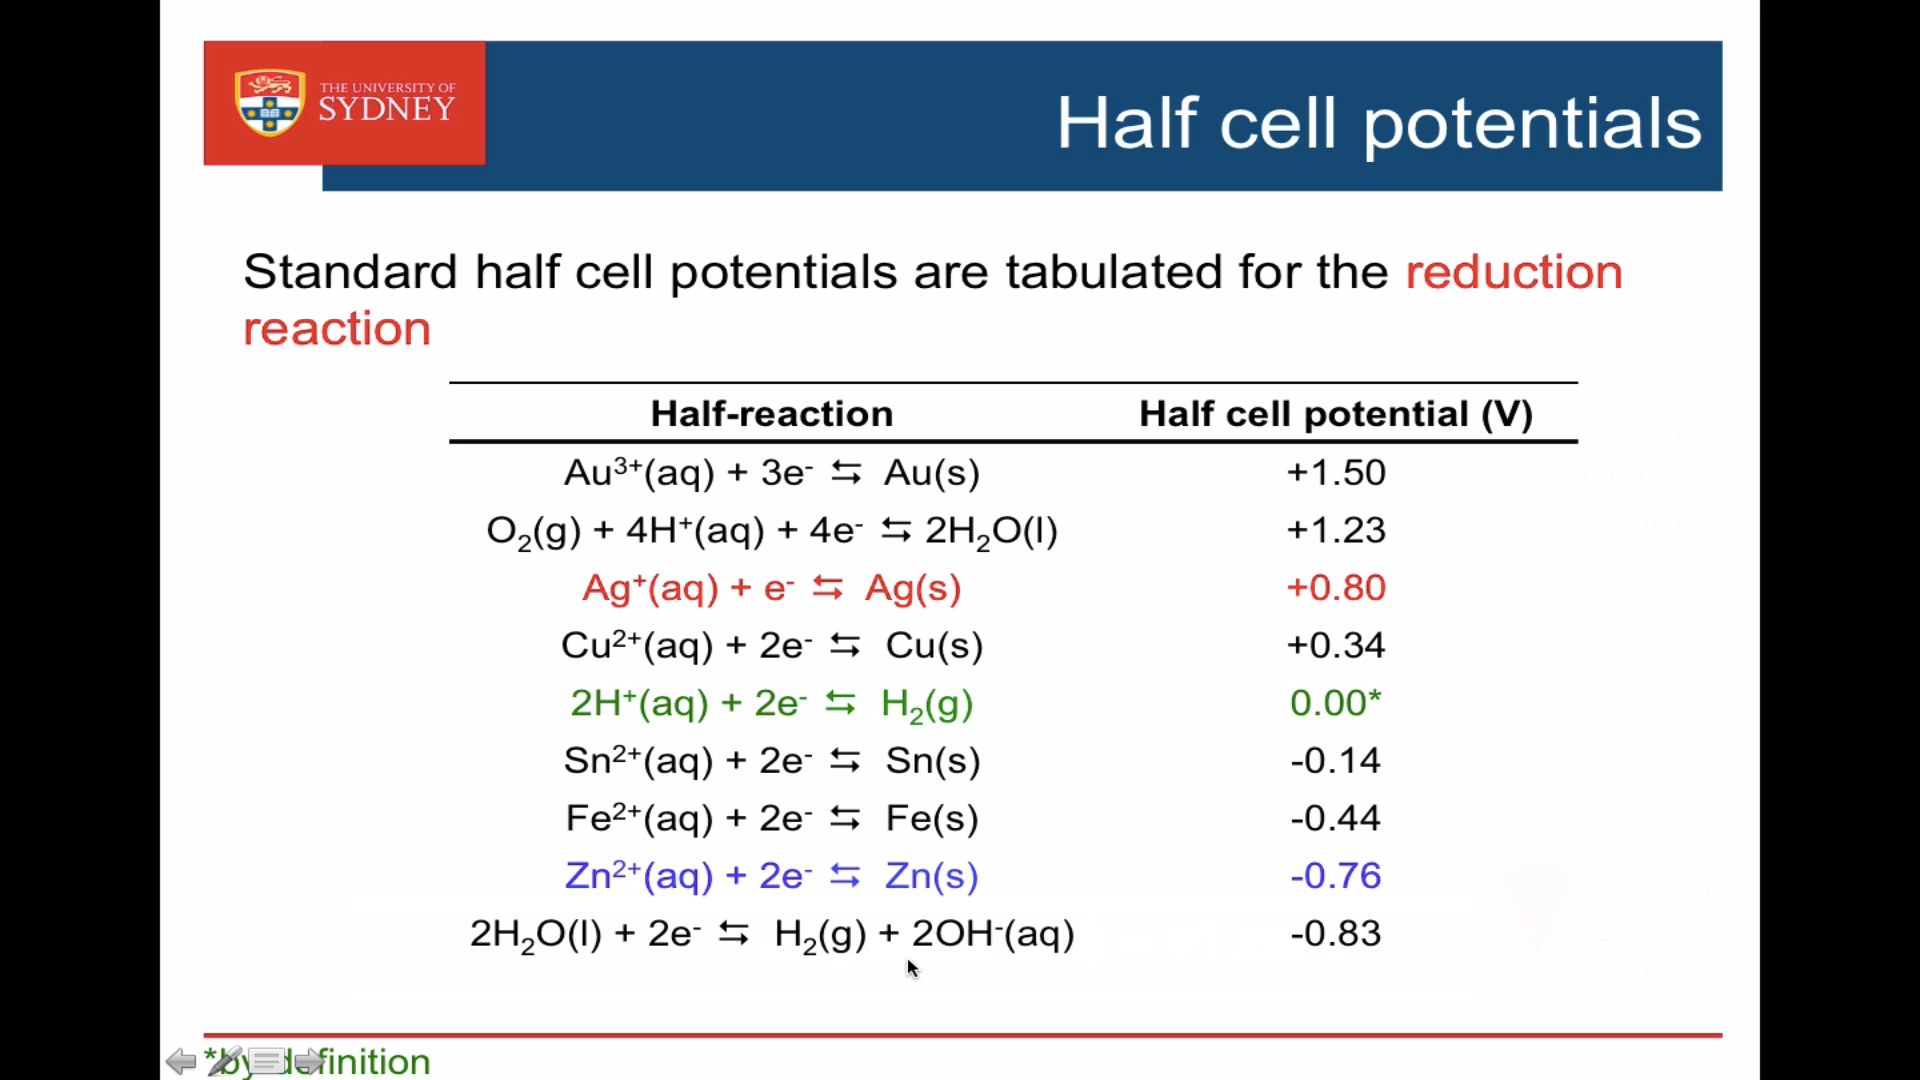 THE UNIVERSITY OF
SYDNEY
Half cell potentials
Standard half cell potentials are tabulated for the reduction
reaction
Half-reaction Half cell potential (V)
Au³⁺(aq) + 3e⁻ ⇆ Au(s) +1.50
O₂(g) + 4H⁺(aq) + 4e⁻ ⇆ 2H₂O(l) +1.23
Ag⁺(aq) + e⁻ ⇆ Ag(s) +0.80
Cu²⁺(aq) + 2e⁻ ⇆ Cu(s) +0.34
2H⁺(aq) + 2e⁻ ⇆ H₂(g) 0.00*
Sn²⁺(aq) + 2e⁻ ⇆ Sn(s) -0.14
Fe²⁺(aq) + 2e⁻ ⇆ Fe(s) -0.44
Zn²⁺(aq) + 2e⁻ ⇆ Zn(s) -0.76
2H₂O(l) + 2e⁻ ⇆ H₂(g) + 2OH⁻(aq) -0.83
*by definition